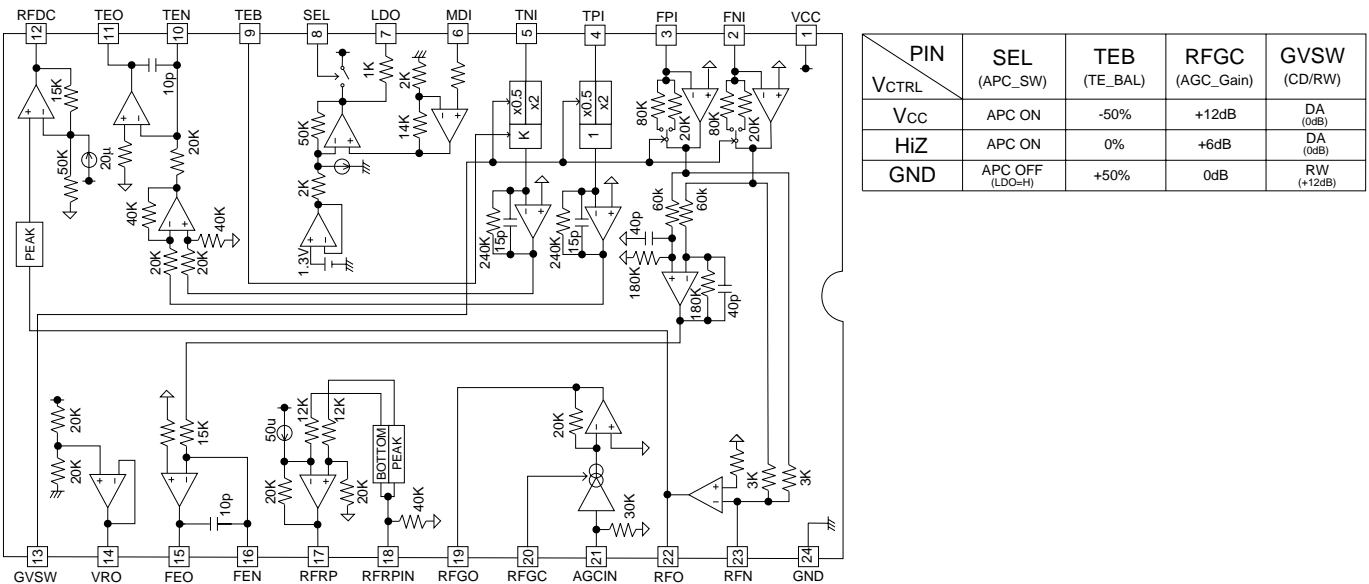 RFDC TEO TEN TEB SEL LDO MDI TNI TPI FPI FNI VCC
12 11 10 9 8 7 6 5 4 3 2 1
15K
10p
1K
2K
x0.5
x2
x0.5
x2
80K
20K
80K
20K
50K
20µ
20K
50K
14K
K
1
2K
40K
40K
PEAK
20K
20K
1.3V
240K
15p
240K
15p
60k
60k
40p
180K
180K
40p
20K
20K
15K
10p
50u
12K
12K
BOTTOM
PEAK
20K
20K
40K
20K
30K
3K
3K
13 14 15 16 17 18 19 20 21 22 23 24
GVSW VRO FEO FEN RFRP RFRPIN RFGO RFGC AGCIN RFO RFN GND
PIN SEL TEB RFGC GVSW
VCTRL (APC_SW) (TE_BAL) (AGC_Gain) (CD/RW)
VCC APC ON -50% +12dB DA
(0dB)
HiZ APC ON 0% +6dB DA
(0dB)
GND APC OFF +50% 0dB RW
(LDO=H) (+12dB)